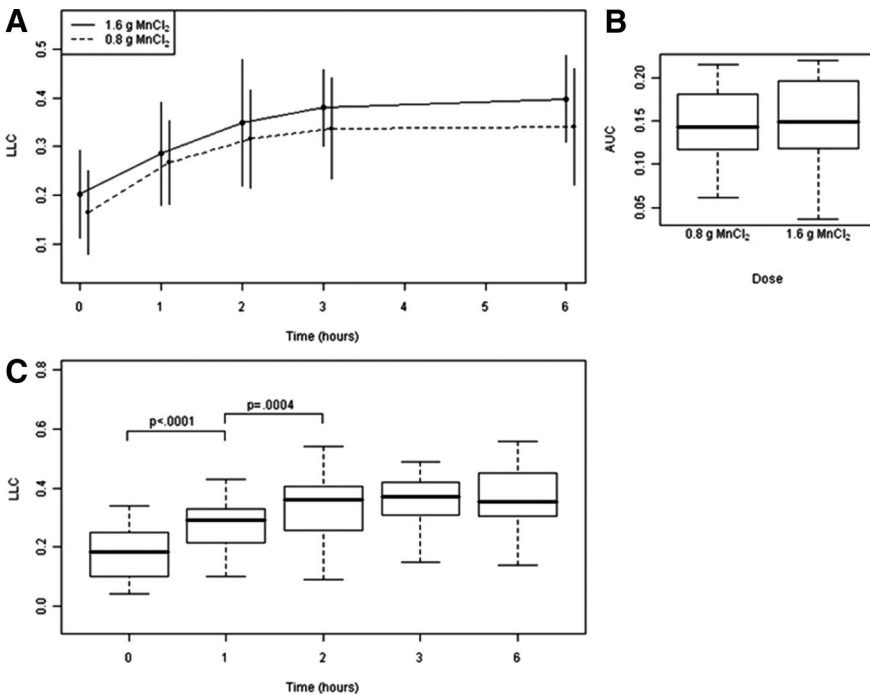 A
1.6 g MnCl₂
0.8 g MnCl₂
0.5
0.4
0.3
0.2
0.1
LLC
0 1 2 3 4 5 6
Time (hours)
B
0.20
0.15
0.10
0.05
AUC
0.8 g MnCl₂ 1.6 g MnCl₂
Dose
C
0.8
0.6
0.4
0.2
0.0
LLC
p<.0001
p=.0004
0 1 2 3 6
Time (hours)